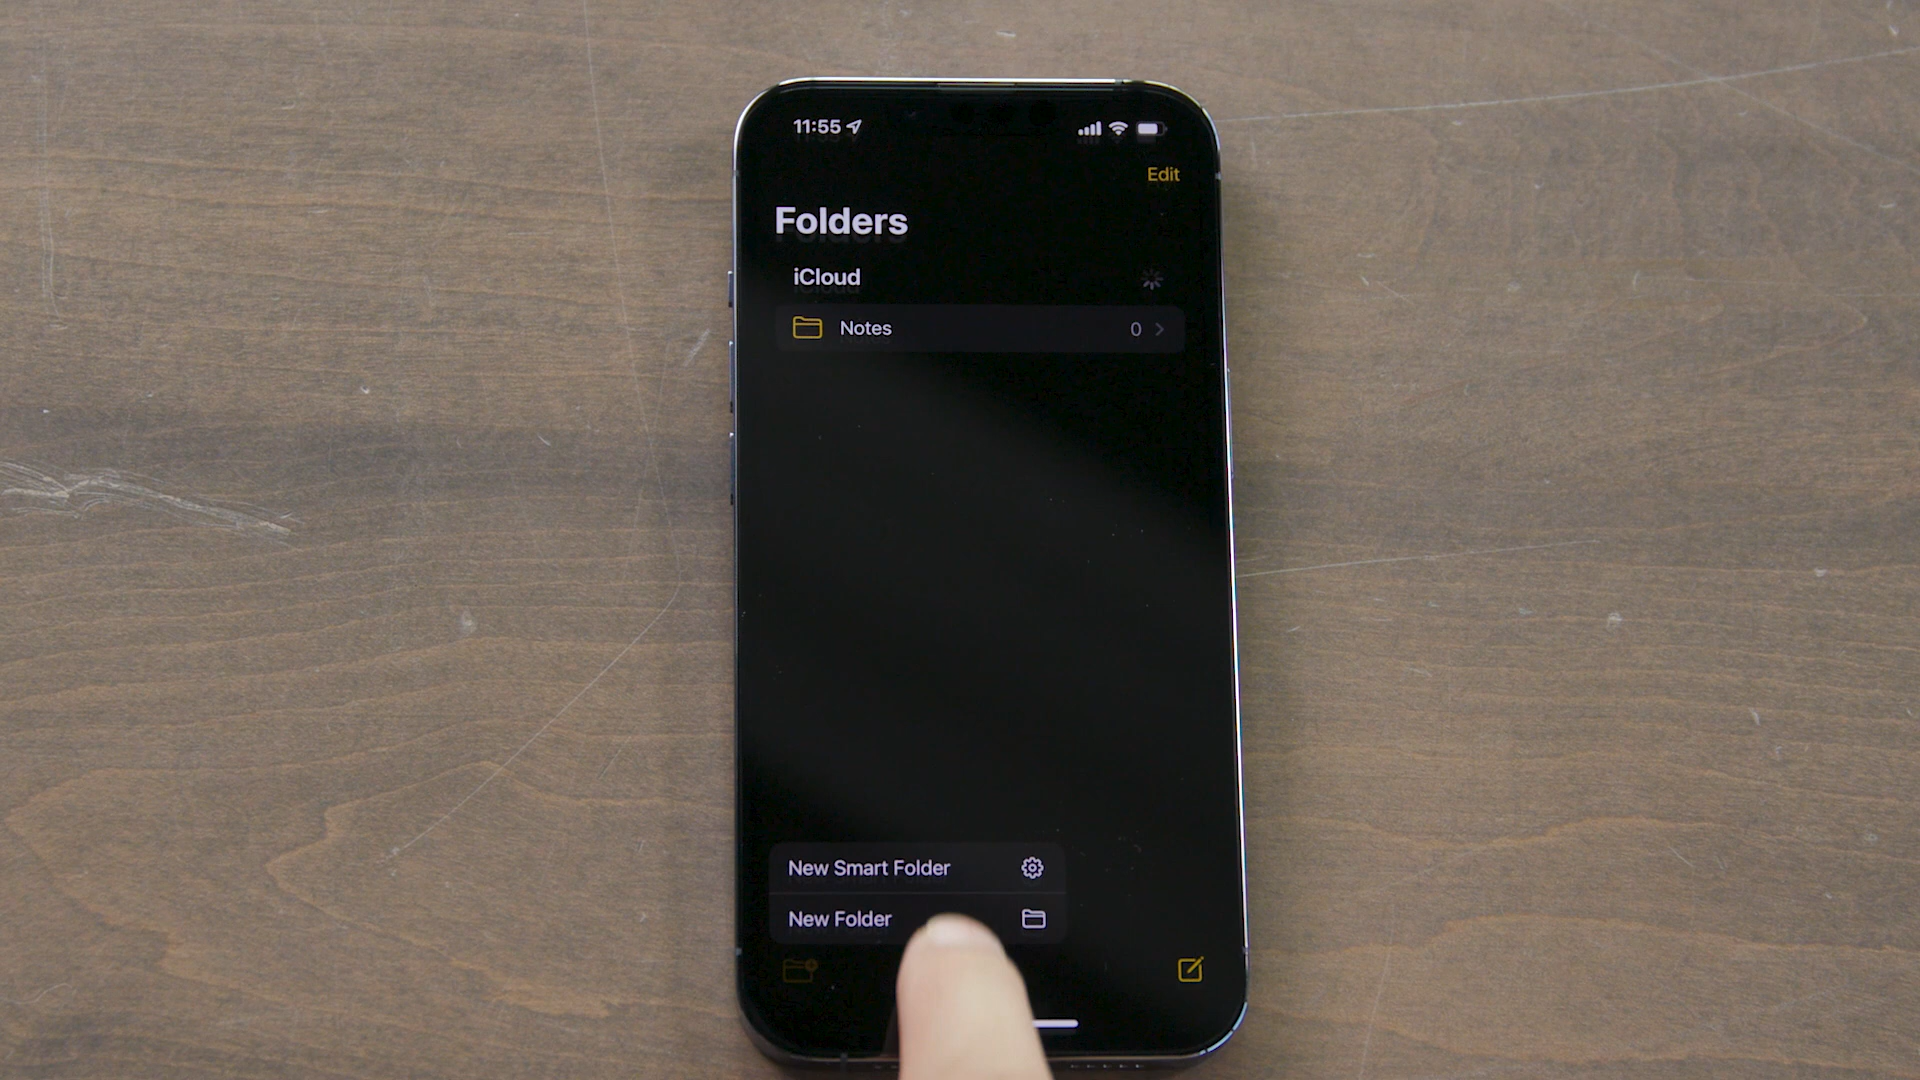 11:55
Edit
Folders
iCloud
Notes 0
New Smart Folder
New Folder